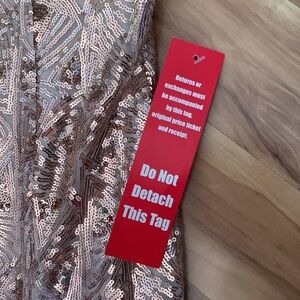 Returns or
exchanges must
be accompanied
by this tag,
original price ticket
and receipt.
Do Not
Detach
This Tag